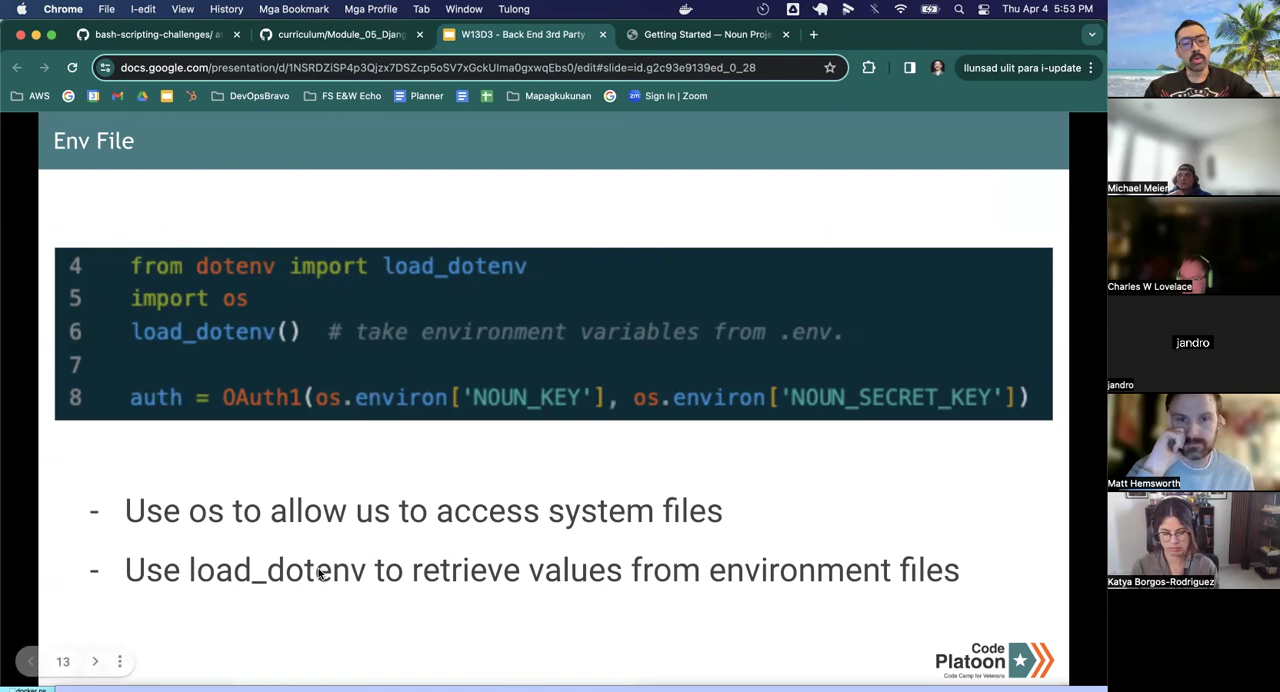 Chrome File I-edit View History Mga Bookmark Mga Profile Tab Window Tulong Thu Apr 4 5:53 PM
bash-scripting-challenges/ at
curriculum/Module_05_Djang
W13D3 - Back End 3rd Party
Getting Started — Noun Proje
docs.google.com/presentation/d/1NSRDZiSP4p3Qjzx7DSZcp5oSV7xGckUIma0gxwqEbs0/edit#slide=id.g2c93e9139ed_0_28
Ilunsad ulit para i-update
AWS DevOpsBravo FS E&W Echo Planner Mapagkukunan Sign In | Zoom
Env File
4 from dotenv import load_dotenv
5 import os
6 load_dotenv() # take environment variables from .env.
7
8 auth = OAuth1(os.environ['NOUN_KEY'], os.environ['NOUN_SECRET_KEY'])
- Use os to allow us to access system files
- Use load_dotenv to retrieve values from environment files
13
Code
Platoon
Code Camp for Veterans
docker ps
Michael Meier
Charles W Lovelace
jandro
jandro
Matt Hemsworth
Katya Borgos-Rodriguez